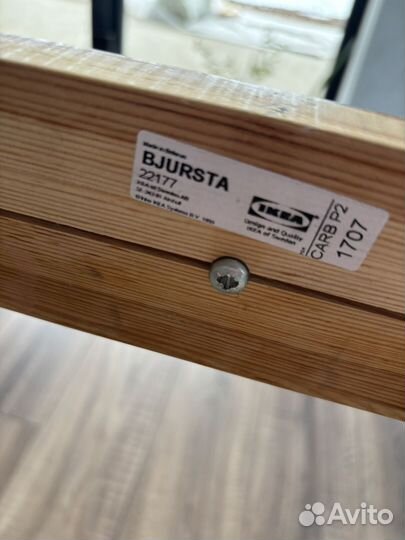 BJURSTA
22177
IKEA
Design and Quality
IKEA of Sweden
CARB P2
1707
Avito